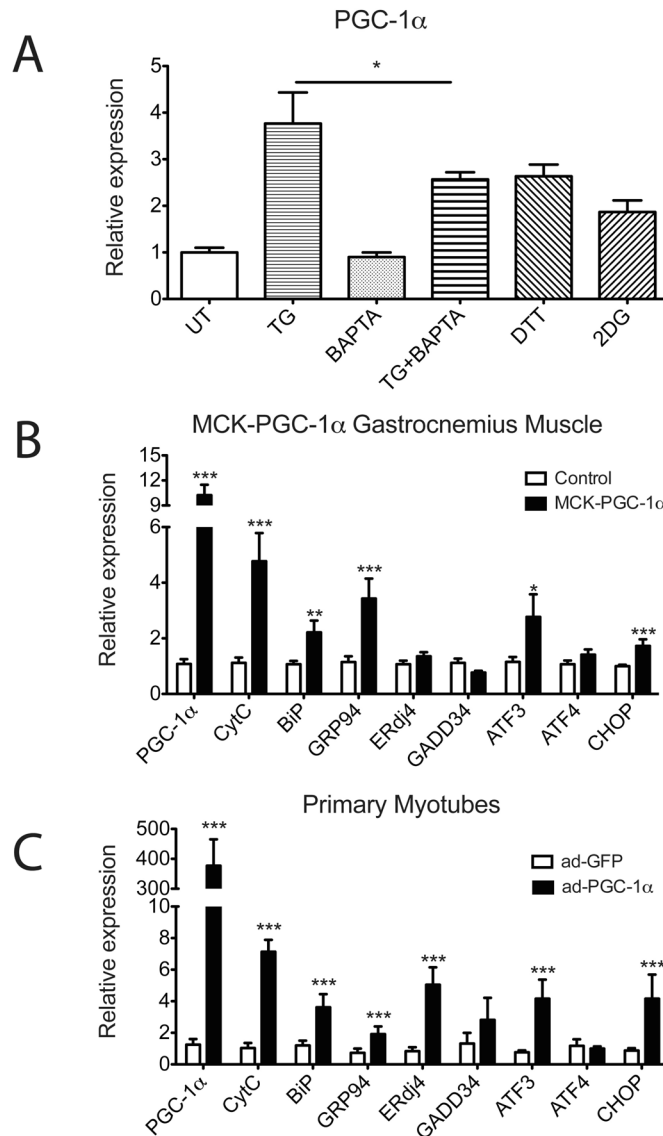 A
PGC-1α
Relative expression
5
4
3
2
1
0
*
UT
TG
BAPTA
TG+BAPTA
DTT
2DG
B
MCK-PGC-1α Gastrocnemius Muscle
Relative expression
15
12
9
6
4
2
0
Control
MCK-PGC-1α
***
***
**
***
*
***
PGC-1α
CytC
BiP
GRP94
ERdj4
GADD34
ATF3
ATF4
CHOP
C
Primary Myotubes
Relative expression
500
400
300
10
8
6
4
2
0
ad-GFP
ad-PGC-1α
***
***
***
***
***
***
***
PGC-1α
CytC
BiP
GRP94
ERdj4
GADD34
ATF3
ATF4
CHOP